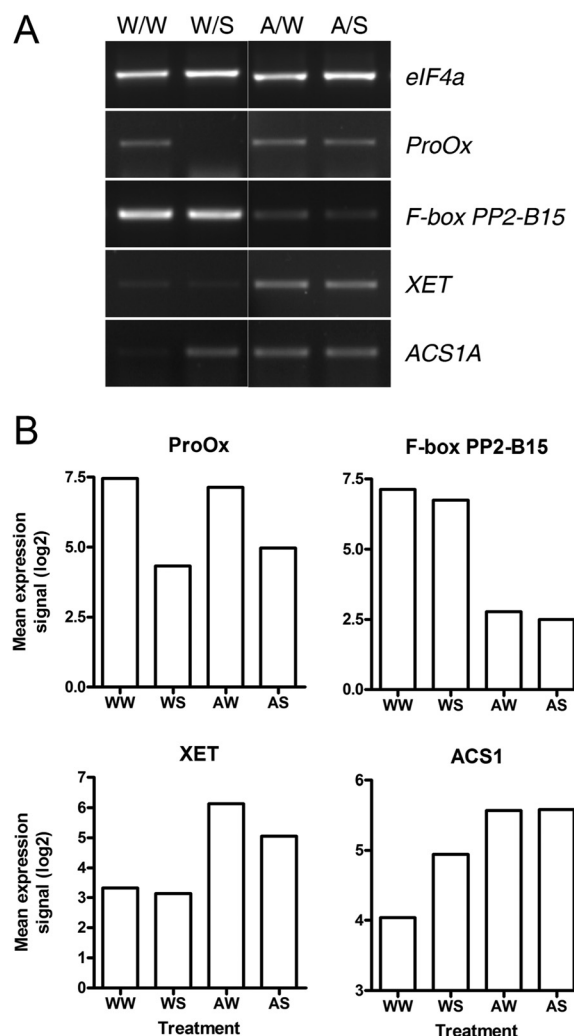 A
W/W W/S A/W A/S
eIF4a
ProOx
F-box PP2-B15
XET
ACS1A
B
ProOx
Mean expression
signal (log2)
7.5
5.0
2.5
0.0
WW WS AW AS
F-box PP2-B15
7.5
5.0
2.5
0.0
WW WS AW AS
XET
Mean expression
signal (log2)
7
6
5
4
3
2
1
0
WW WS AW AS
Treatment
ACS1
6
5
4
3
WW WS AW AS
Treatment